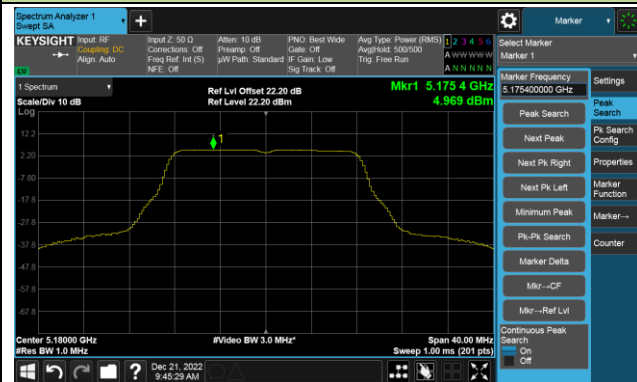 Spectrum Analyzer 1
Swept SA
Marker
KEYSIGHT
Input: RF
Coupling: DC
Align: Auto
Input Z: 50 Ω
Corrections: Off
Freq Ref: Int (S)
NFE: Off
Atten: 10 dB
Preamp: Off
µW Path: Standard
PNO: Best Wide
Gate: Off
IF Gain: Low
Sig Track: Off
Avg Type: Power (RMS)
Avg|Hold: 500/500
Trig: Free Run
1 2 3 4 5 6
A W W W W W
A N N N N N
LXI
Select Marker
Marker 1
1 Spectrum
Scale/Div 10 dB
Log
Ref Lvl Offset 22.20 dB
Ref Level 22.20 dBm
Mkr1 5.175 4 GHz
4.969 dBm
Marker Frequency
5.175400000 GHz
Peak Search
Next Peak
Next Pk Right
Next Pk Left
Minimum Peak
Pk-Pk Search
Marker Delta
Mkr→CF
Mkr→Ref Lvl
Continuous Peak
Search
On
Off
Settings
Peak
Search
Pk Search
Config
Properties
Marker
Function
Marker→
Counter
1
12.2
2.20
-7.80
-17.8
-27.8
-37.8
-47.8
-57.8
-67.8
Center 5.18000 GHz
#Res BW 1.0 MHz
#Video BW 3.0 MHz*
Span 40.00 MHz
Sweep 1.00 ms (201 pts)
?
Dec 21, 2022
9:45:29 AM